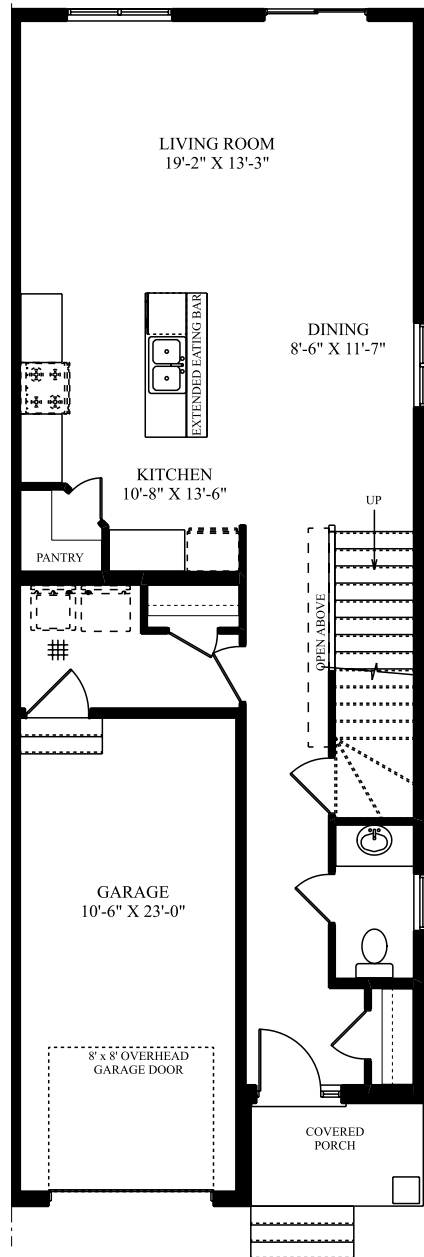 LIVING ROOM
19'-2" X 13'-3"
EXTENDED EATING BAR
DINING
8'-6" X 11'-7"
KITCHEN
10'-8" X 13'-6"
UP
PANTRY
OPEN ABOVE
GARAGE
10'-6" X 23'-0"
8' x 8' OVERHEAD
GARAGE DOOR
COVERED
PORCH